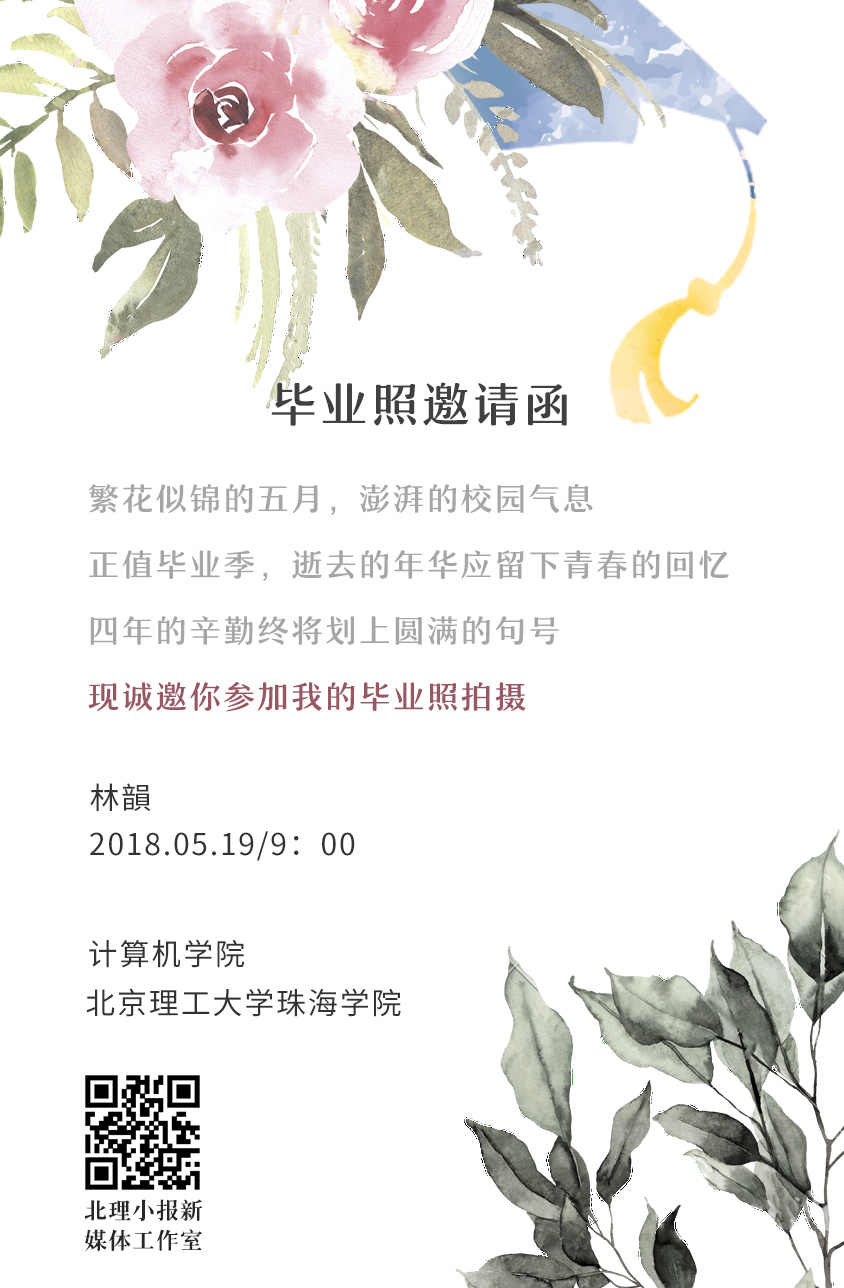 毕业照邀请函
繁花似锦的五月，澎湃的校园气息
正值毕业季，逝去的年华应留下青春的回忆
四年的辛勤终将划上圆满的句号
现诚邀你参加我的毕业照拍摄
林韻
2018.05.19/9：00
计算机学院
北京理工大学珠海学院
北理小报新
媒体工作室